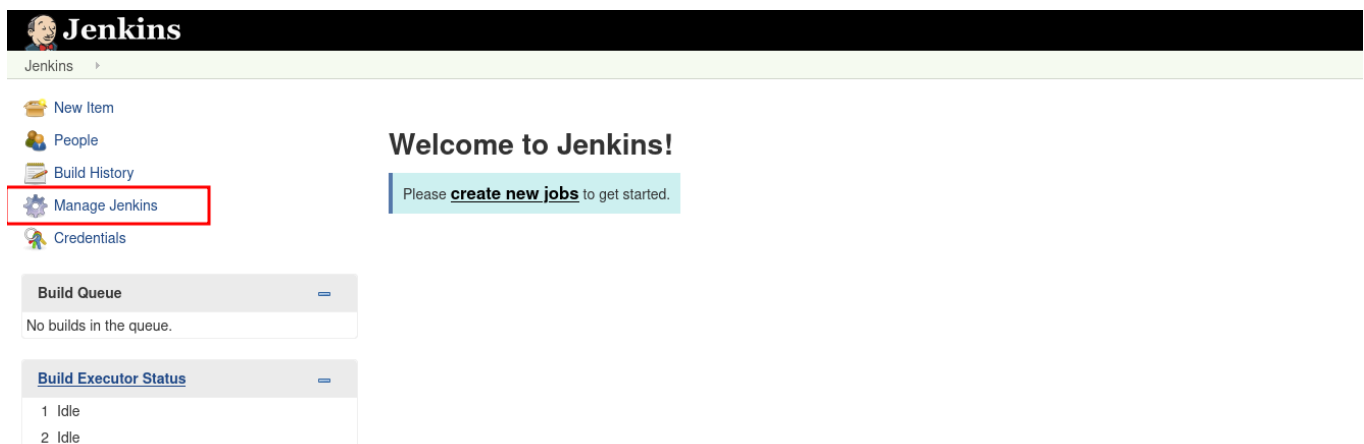 Jenkins
Jenkins
New Item
People
Build History
Manage Jenkins
Credentials
Welcome to Jenkins!
Please create new jobs to get started.
Build Queue
No builds in the queue.
Build Executor Status
1 Idle
2 Idle